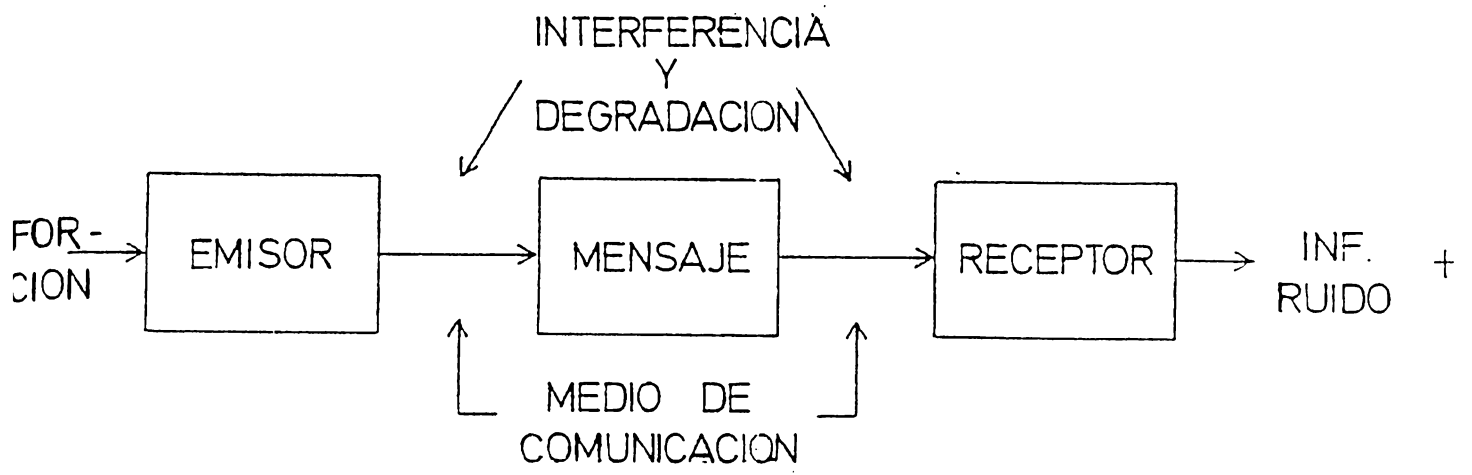 INTERFERENCIA
Y
DEGRADACION
FOR-
CION
EMISOR
MENSAJE
RECEPTOR
INF. +
RUIDO
MEDIO DE
COMUNICACION